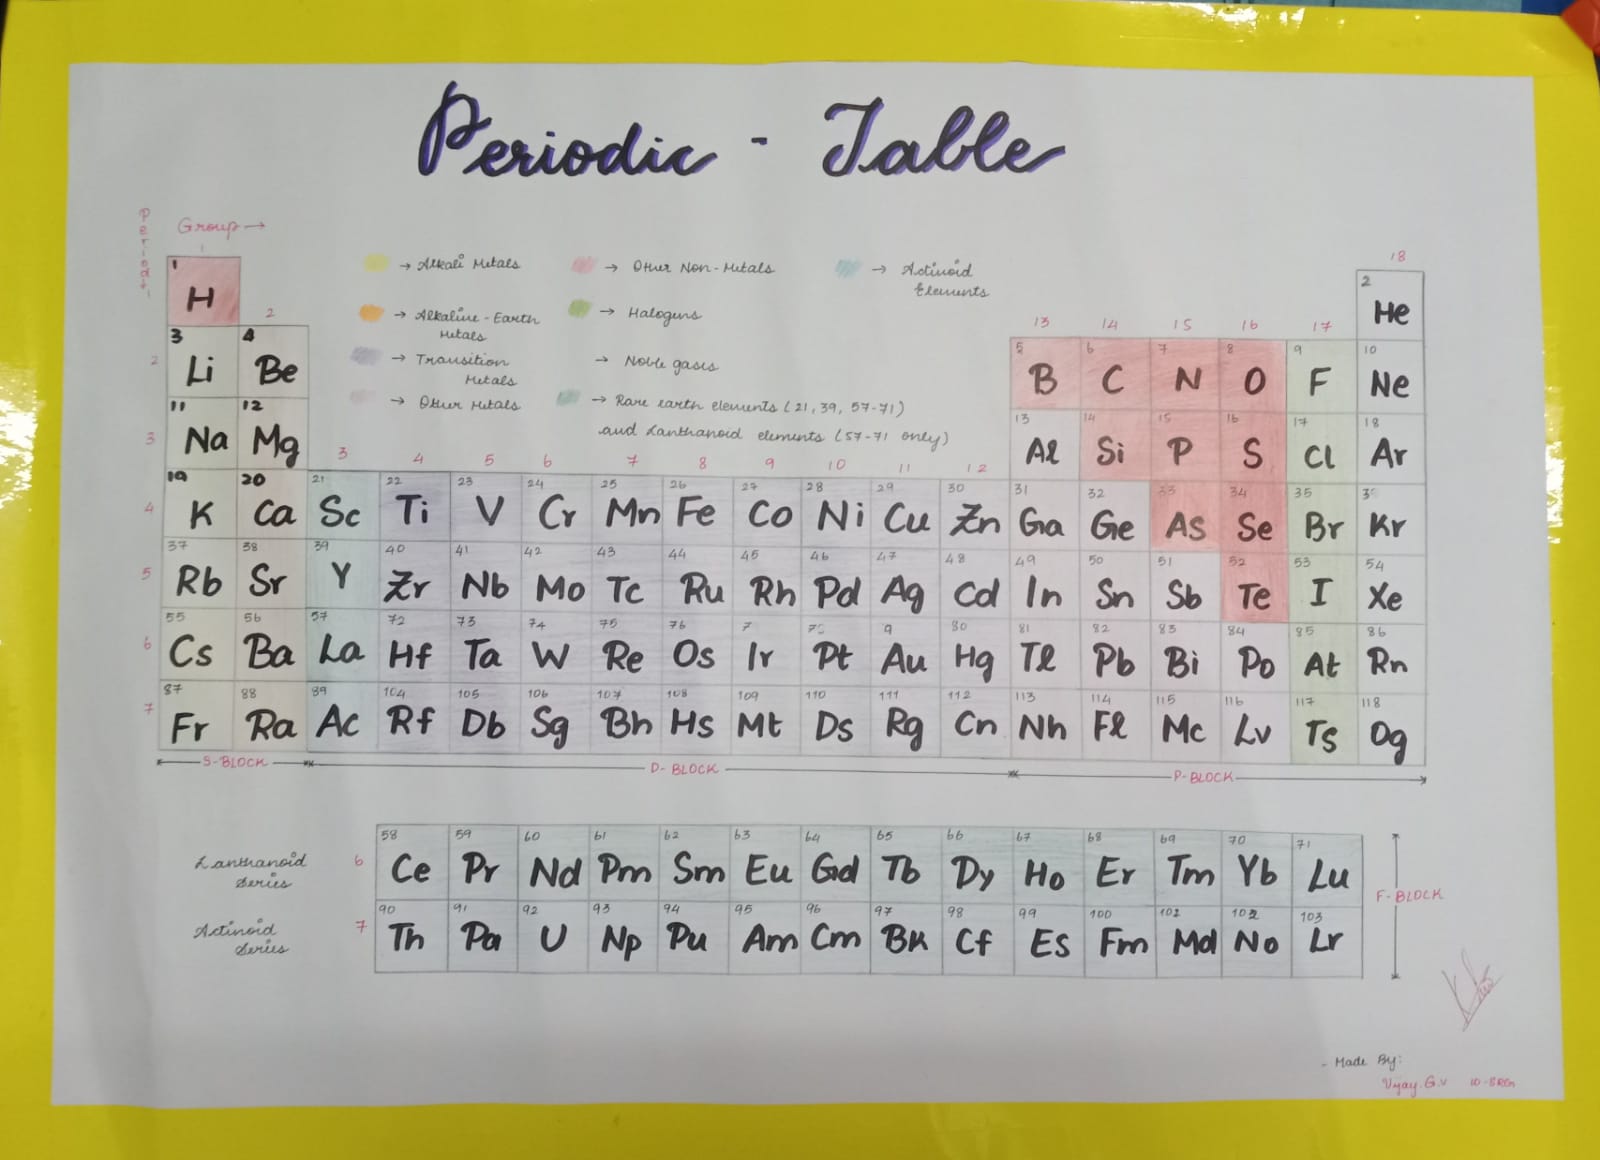 Periodic - Table
Periods
Group →
1
18
→ Alkali Metals
→ Other Non-Metals
→ Actinoid
Elements
→ Alkaline-Earth
Metals
→ Halogens
→ Transition
Metals
→ Noble gases
→ Other Metals
→ Rare earth elements (21, 39, 57-71)
and Lanthanoid elements (57-71 only)
1 H 2 He
2 13 14 15 16 17
2 3 Li 4 Be 5 B 6 C 7 N 8 O 9 F 10 Ne
3 11 Na 12 Mg 13 Al 14 Si 15 P 16 S 17 Cl 18 Ar
3 4 5 6 7 8 9 10 11 12
4 19 K 20 Ca 21 Sc 22 Ti 23 V 24 Cr 25 Mn 26 Fe 27 Co 28 Ni 29 Cu 30 Zn 31 Ga 32 Ge 33 As 34 Se 35 Br Kr
5 37 Rb 38 Sr 39 Y 40 Zr 41 Nb 42 Mo 43 Tc 44 Ru 45 Rh 46 Pd 47 Ag 48 Cd 49 In 50 Sn 51 Sb 52 Te 53 I 54 Xe
6 55 Cs 56 Ba 57 La 72 Hf 73 Ta 74 W 75 Re 76 Os Ir Pt Au 80 Hg 81 Tl 82 Pb 83 Bi 84 Po 85 At 86 Rn
7 87 Fr 88 Ra 89 Ac 104 Rf 105 Db 106 Sg 107 Bh 108 Hs 109 Mt 110 Ds 111 Rg 112 Cn 113 Nh 114 Fl 115 Mc 116 Lv 117 Ts 118 Og
S-BLOCK D-BLOCK P-BLOCK
Lanthanoid
Series
6 58 Ce 59 Pr 60 Nd 61 Pm 62 Sm 63 Eu 64 Gd 65 Tb 66 Dy 67 Ho 68 Er 69 Tm 70 Yb 71 Lu
F-BLOCK
Actinoid
Series
7 90 Th 91 Pa 92 U 93 Np 94 Pu 95 Am 96 Cm 97 Bk 98 Cf 99 Es 100 Fm Md 102 No 103 Lr
- Made By:
Vijay.G.V